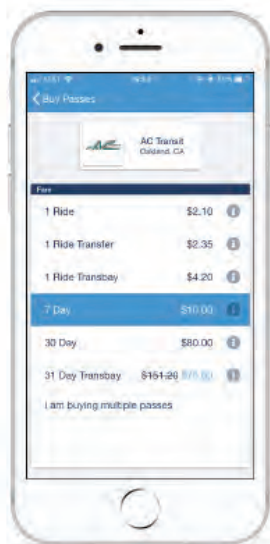 Buy Passes
AC Transit
Oakland, CA
Fare
1 Ride $2.10
1 Ride Transfer $2.35
1 Ride Transbay $4.20
7 Day $10.00
30 Day $80.00
31 Day Transbay $151.20 $75.60
I am buying multiple passes